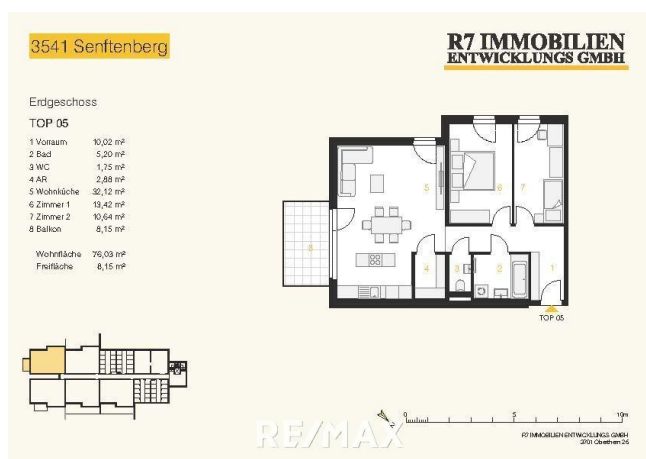 3541 Senftenberg
R7 IMMOBILIEN
ENTWICKLUNGS GMBH
Erdgeschoss
TOP 05
1 Vorraum 10,02 m²
2 Bad 5,20 m²
3 WC 1,75 m²
4 AR 2,88 m²
5 Wohnküche 32,12 m²
6 Zimmer 1 13,42 m²
7 Zimmer 2 10,64 m²
8 Balkon 8,15 m²
Wohnfläche 76,03 m²
Freifläche 8,15 m²
5
6
7
8
4
3
2
1
TOP 05
N
0 5 10m
RE/MAX
R7 IMMOBILIEN ENTWICKLUNGS GMBH